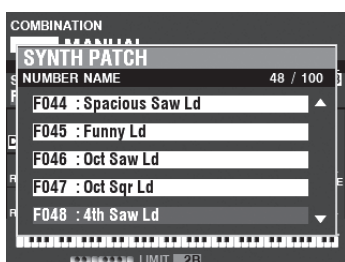 COMBINATION
MANUAL
SYNTH PATCH
NUMBER NAME 48 / 100
F044 : Spacious Saw Ld
F045 : Funny Ld
F046 : Oct Saw Ld
F047 : Oct Sqr Ld
F048 : 4th Saw Ld
LIMIT 2B